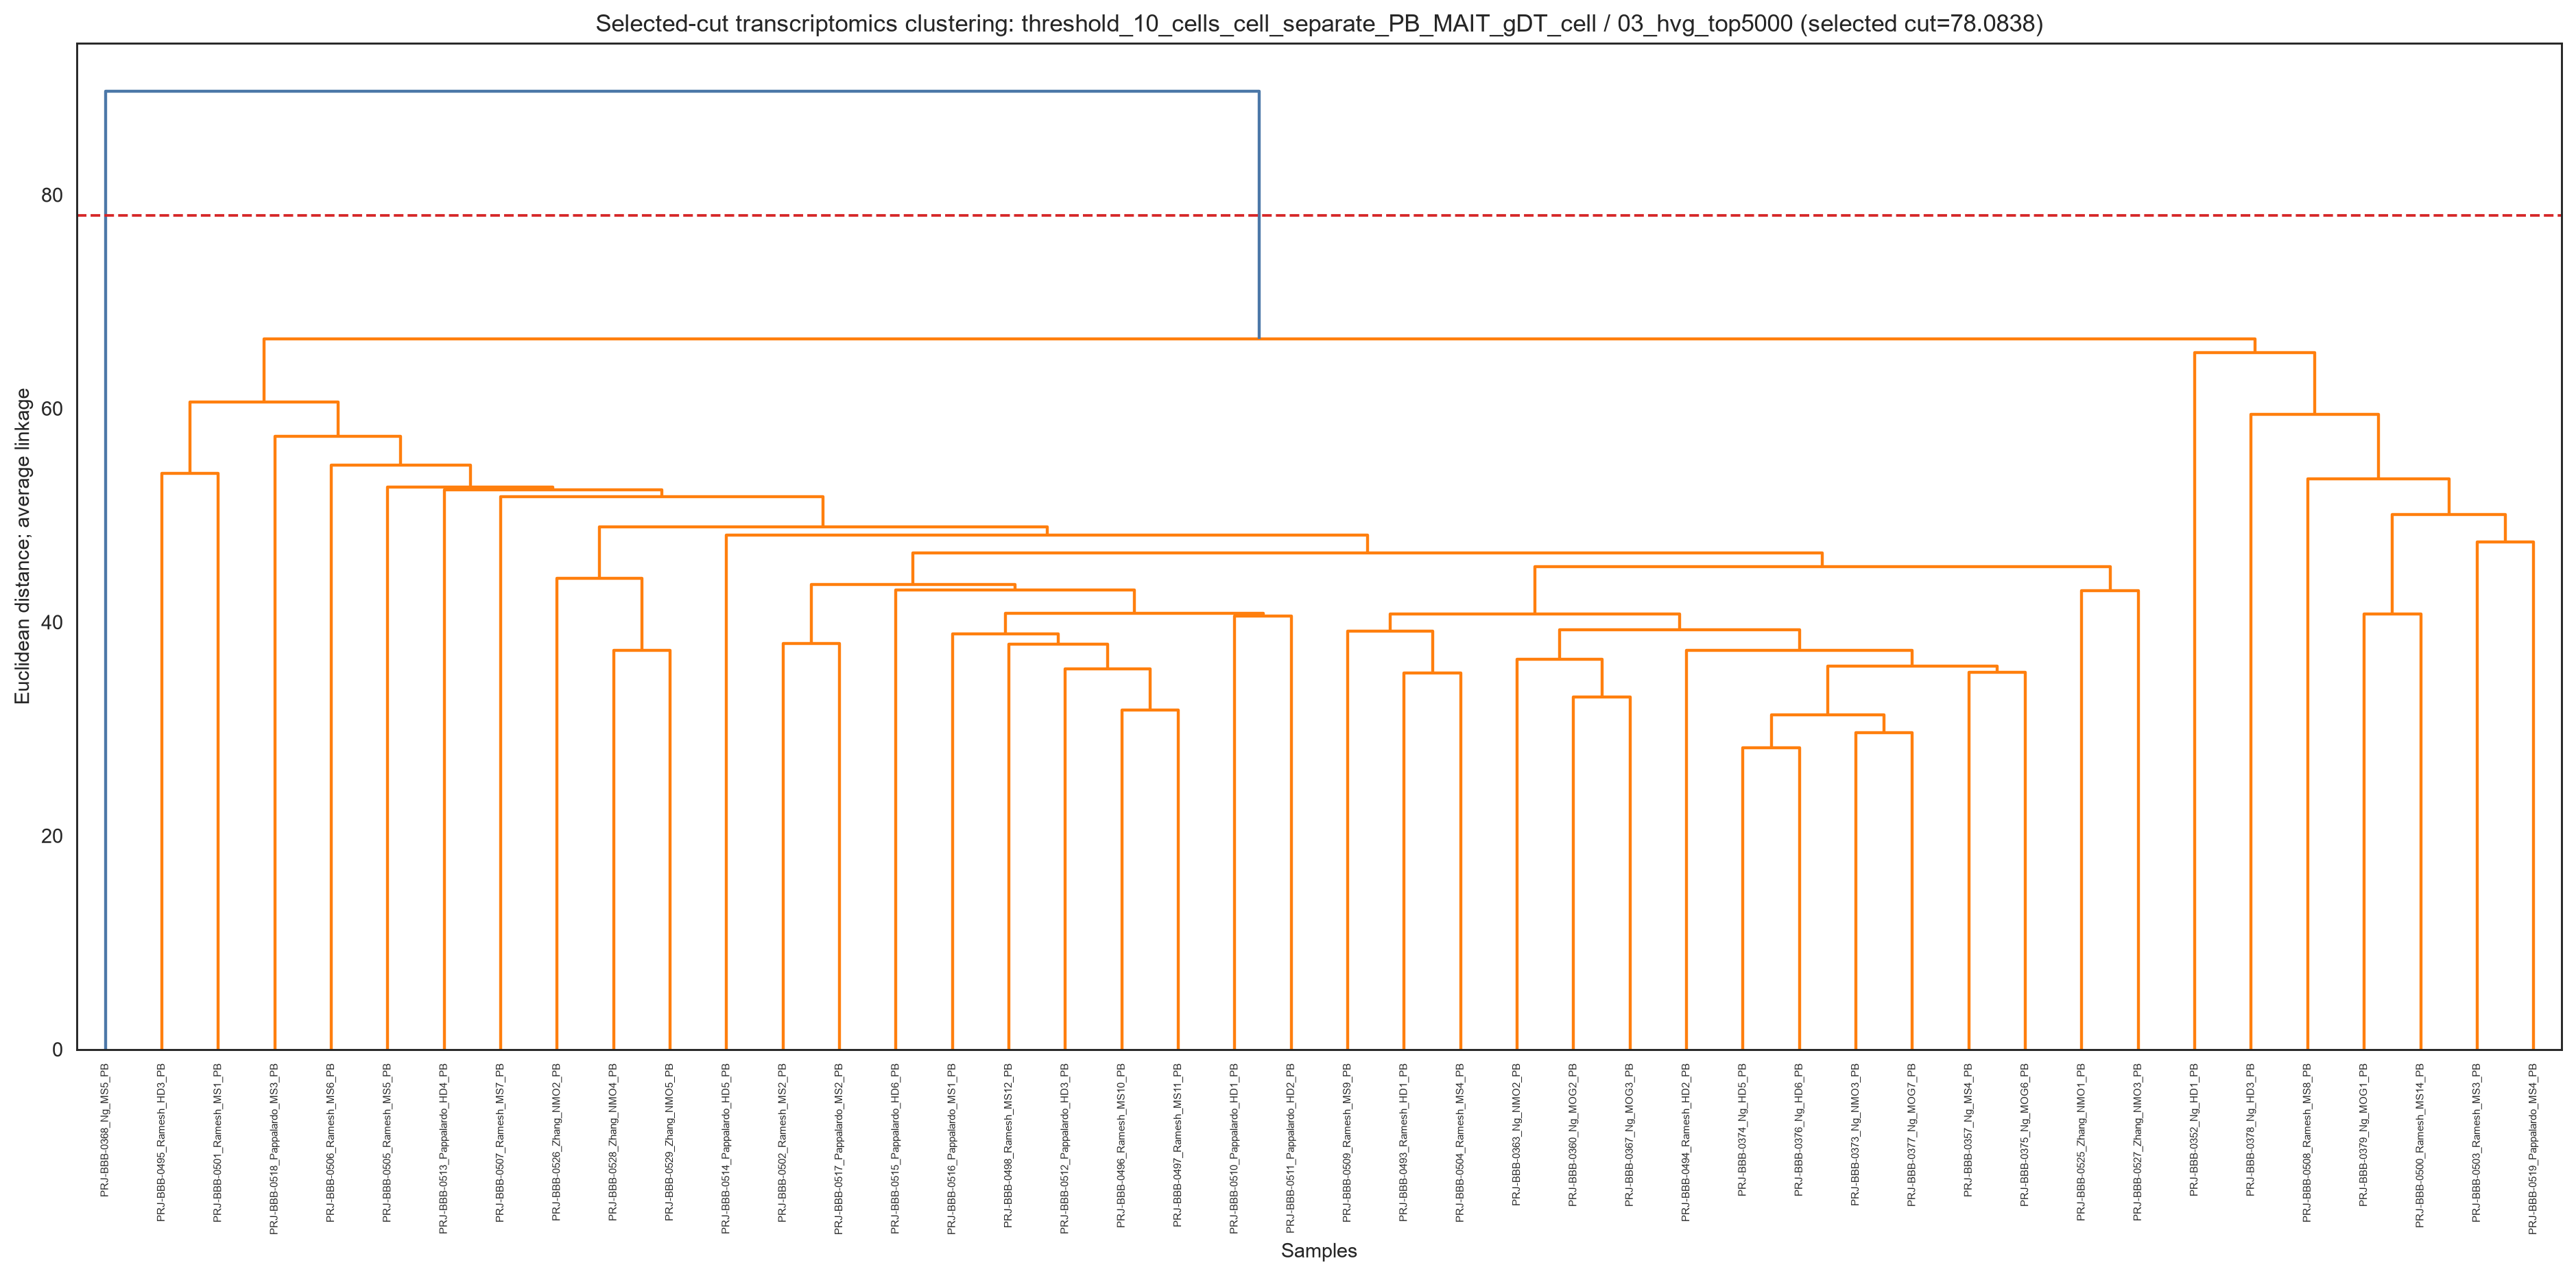 Selected-cut transcriptomics clustering: threshold_10_cells_cell_separate_PB_MAIT_gDT_cell / 03_hvg_top5000 (selected cut=78.0838)
Euclidean distance; average linkage
80
60
40
20
0
PRJ-BBB-0368_Ng_MS5_PB
PRJ-BBB-0495_Ramesh_HD3_PB
PRJ-BBB-0501_Ramesh_MS1_PB
PRJ-BBB-0518_Pappalardo_MS3_PB
PRJ-BBB-0506_Ramesh_MS6_PB
PRJ-BBB-0505_Ramesh_MS5_PB
PRJ-BBB-0513_Pappalardo_HD4_PB
PRJ-BBB-0507_Ramesh_MS7_PB
PRJ-BBB-0526_Zhang_NMO2_PB
PRJ-BBB-0528_Zhang_NMO4_PB
PRJ-BBB-0529_Zhang_NMO5_PB
PRJ-BBB-0514_Pappalardo_HD5_PB
PRJ-BBB-0502_Ramesh_MS2_PB
PRJ-BBB-0517_Pappalardo_MS2_PB
PRJ-BBB-0515_Pappalardo_HD6_PB
PRJ-BBB-0516_Pappalardo_MS1_PB
PRJ-BBB-0498_Ramesh_MS12_PB
PRJ-BBB-0512_Pappalardo_HD3_PB
PRJ-BBB-0496_Ramesh_MS10_PB
PRJ-BBB-0497_Ramesh_MS11_PB
PRJ-BBB-0510_Pappalardo_HD1_PB
PRJ-BBB-0511_Pappalardo_HD2_PB
PRJ-BBB-0509_Ramesh_MS9_PB
PRJ-BBB-0493_Ramesh_HD1_PB
PRJ-BBB-0504_Ramesh_MS4_PB
PRJ-BBB-0363_Ng_NMO2_PB
PRJ-BBB-0360_Ng_MOG2_PB
PRJ-BBB-0367_Ng_MOG3_PB
PRJ-BBB-0494_Ramesh_HD2_PB
PRJ-BBB-0374_Ng_HD5_PB
PRJ-BBB-0376_Ng_HD6_PB
PRJ-BBB-0373_Ng_NMO3_PB
PRJ-BBB-0377_Ng_MOG7_PB
PRJ-BBB-0357_Ng_MS4_PB
PRJ-BBB-0375_Ng_MOG6_PB
PRJ-BBB-0525_Zhang_NMO1_PB
PRJ-BBB-0527_Zhang_NMO3_PB
PRJ-BBB-0352_Ng_HD1_PB
PRJ-BBB-0378_Ng_HD3_PB
PRJ-BBB-0508_Ramesh_MS8_PB
PRJ-BBB-0379_Ng_MOG1_PB
PRJ-BBB-0500_Ramesh_MS14_PB
PRJ-BBB-0503_Ramesh_MS3_PB
PRJ-BBB-0519_Pappalardo_MS4_PB
Samples